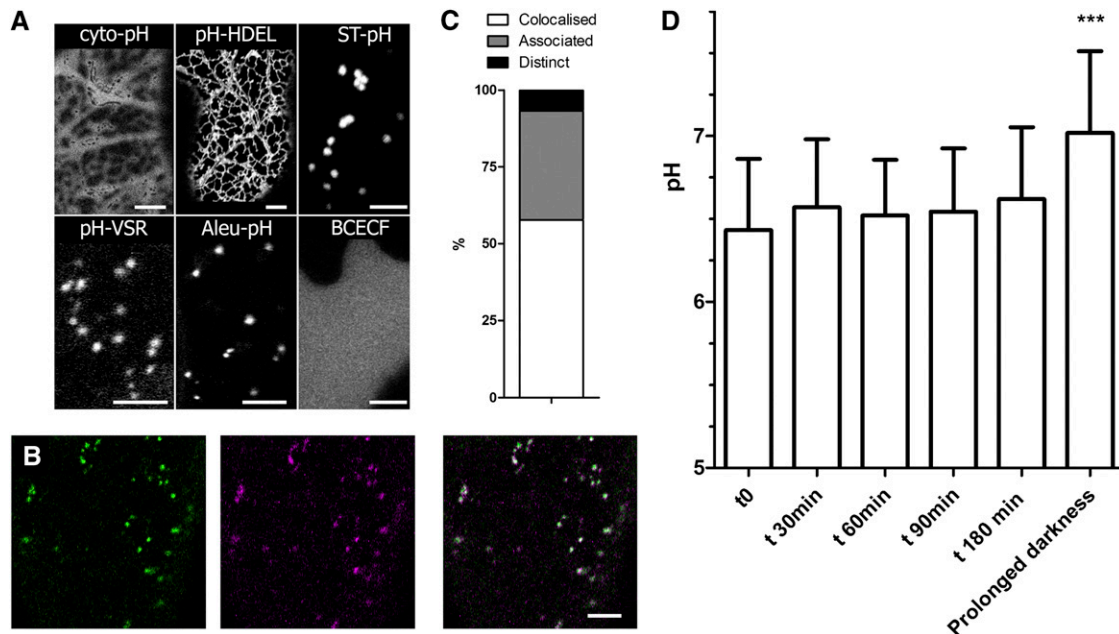 A
cyto-pH
pH-HDEL
ST-pH
pH-VSR
Aleu-pH
BCECF
B
C
Colocalised
Associated
Distinct
100
75
50
25
0
%
D
***
7
6
5
pH
t0
t 30min
t 60min
t 90min
t 180 min
Prolonged darkness